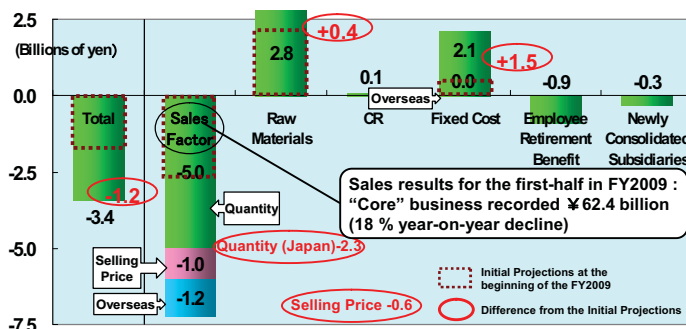 2.5
+0.4
(Billions of yen)
2.8
2.1
+1.5
0.1
0.0
-0.9
-0.3
Overseas
0.0
Total
Sales
Factor
Raw
Materials
CR
Fixed Cost
Employee
Retirement
Benefit
Newly
Consolidated
Subsidiaries
-2.5
-5.0
-1.2
-3.4
Sales results for the first-half in FY2009 :
“Core” business recorded ¥62.4 billion
(18 % year-on-year decline)
Quantity
-5.0
Quantity (Japan)-2.3
Selling
Price
-1.0
Initial Projections at the
beginning of the FY2009
Overseas
-1.2
Selling Price -0.6
Difference from the Initial Projections
-7.5